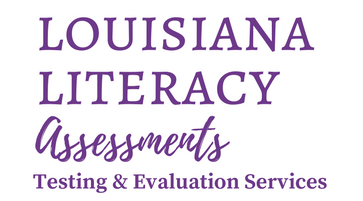 LOUISIANA
LITERACY
Assessments
Testing & Evaluation Services